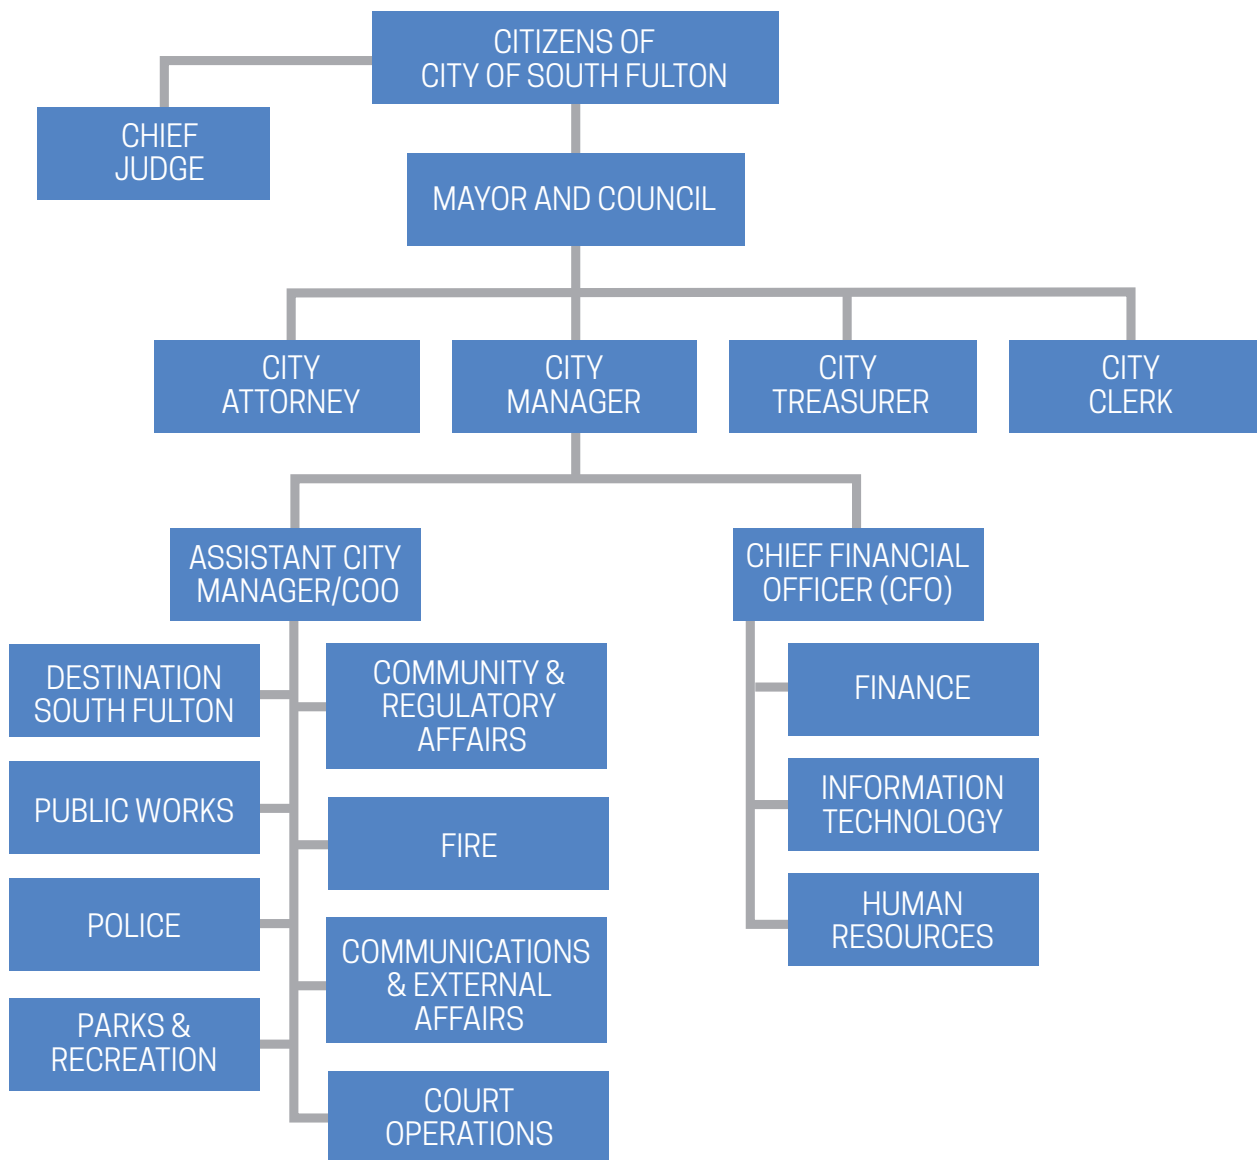 CITIZENS OF
CITY OF SOUTH FULTON
CHIEF
JUDGE
MAYOR AND COUNCIL
CITY
ATTORNEY
CITY
MANAGER
CITY
TREASURER
CITY
CLERK
ASSISTANT CITY
MANAGER/COO
CHIEF FINANCIAL
OFFICER (CFO)
DESTINATION
SOUTH FULTON
PUBLIC WORKS
POLICE
PARKS &
RECREATION
COMMUNITY &
REGULATORY
AFFAIRS
FIRE
COMMUNICATIONS
& EXTERNAL
AFFAIRS
COURT
OPERATIONS
FINANCE
INFORMATION
TECHNOLOGY
HUMAN
RESOURCES